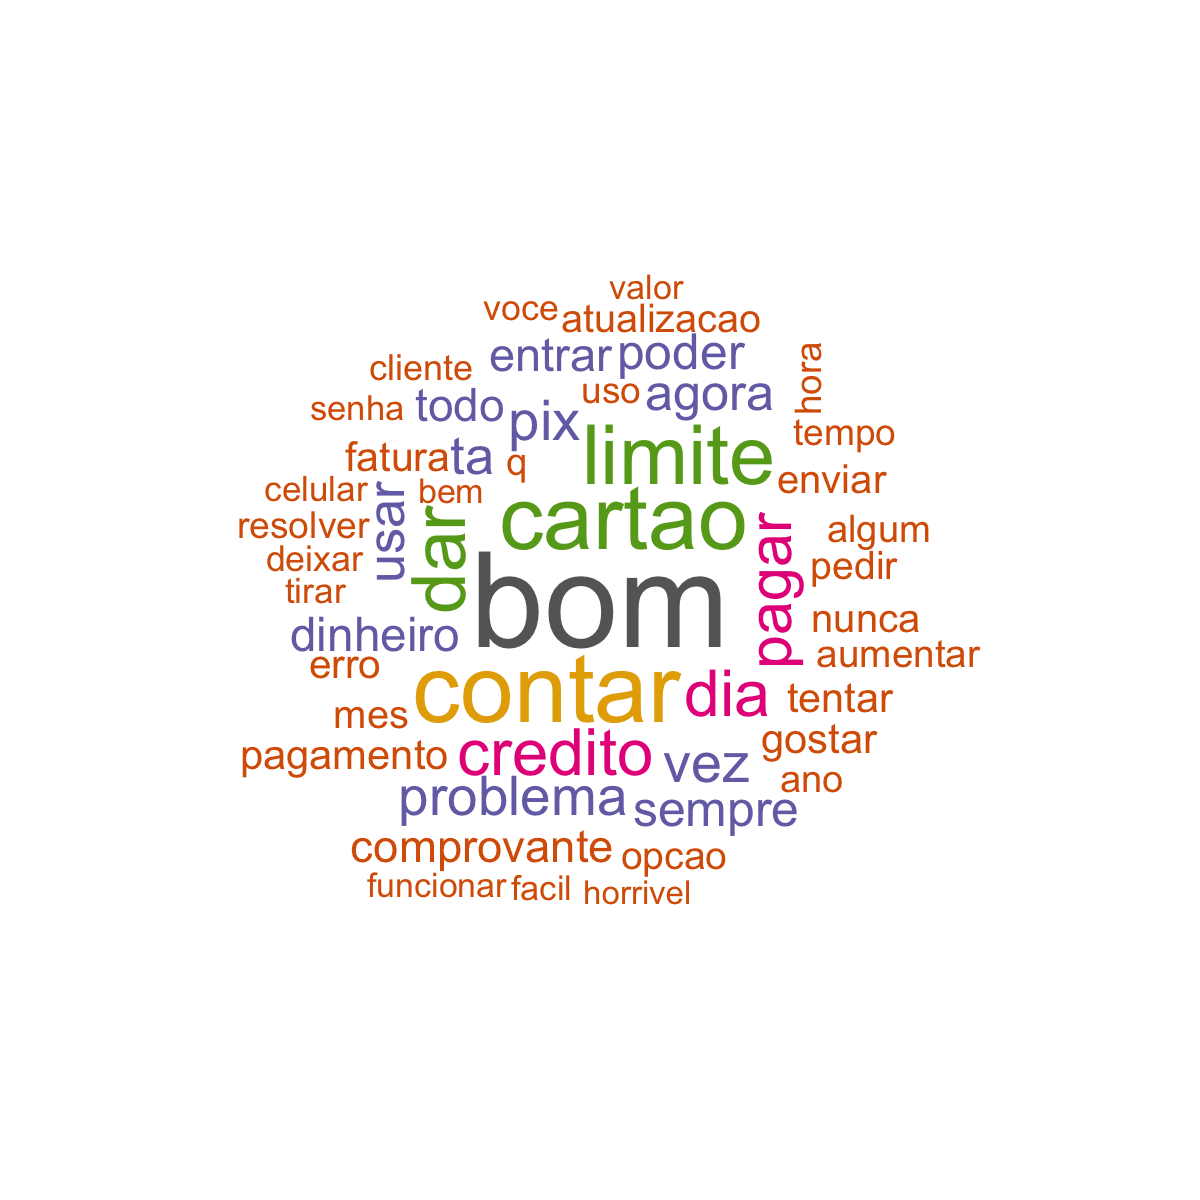 valor
voce atualizacao
entrar poder
cliente
hora
uso agora
todo
senha
pix
tempo
limite
fatura ta q
enviar
celular bem
usar
cartao
resolver
dar
pagar
algum
deixar
pedir
tirar
bom
nunca
dinheiro
aumentar
erro
contar dia tentar
mes
gostar
pagamento credito vez
ano
problema sempre
comprovante opcao
funcionar facil horrivel